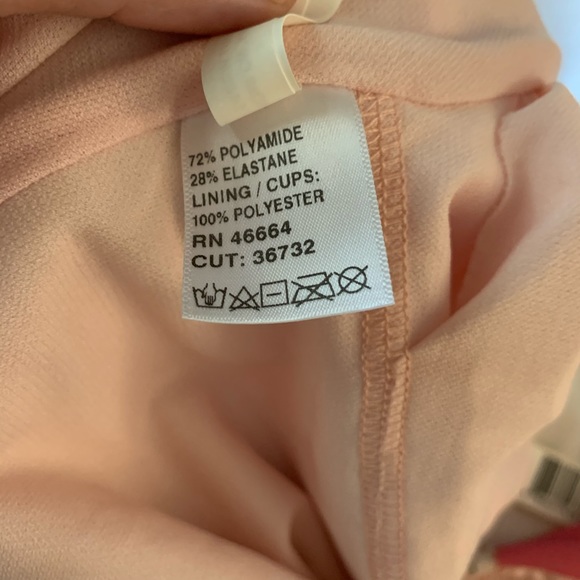 72% POLYAMIDE
28% ELASTANE
LINING / CUPS:
100% POLYESTER
RN 46664
CUT: 36732